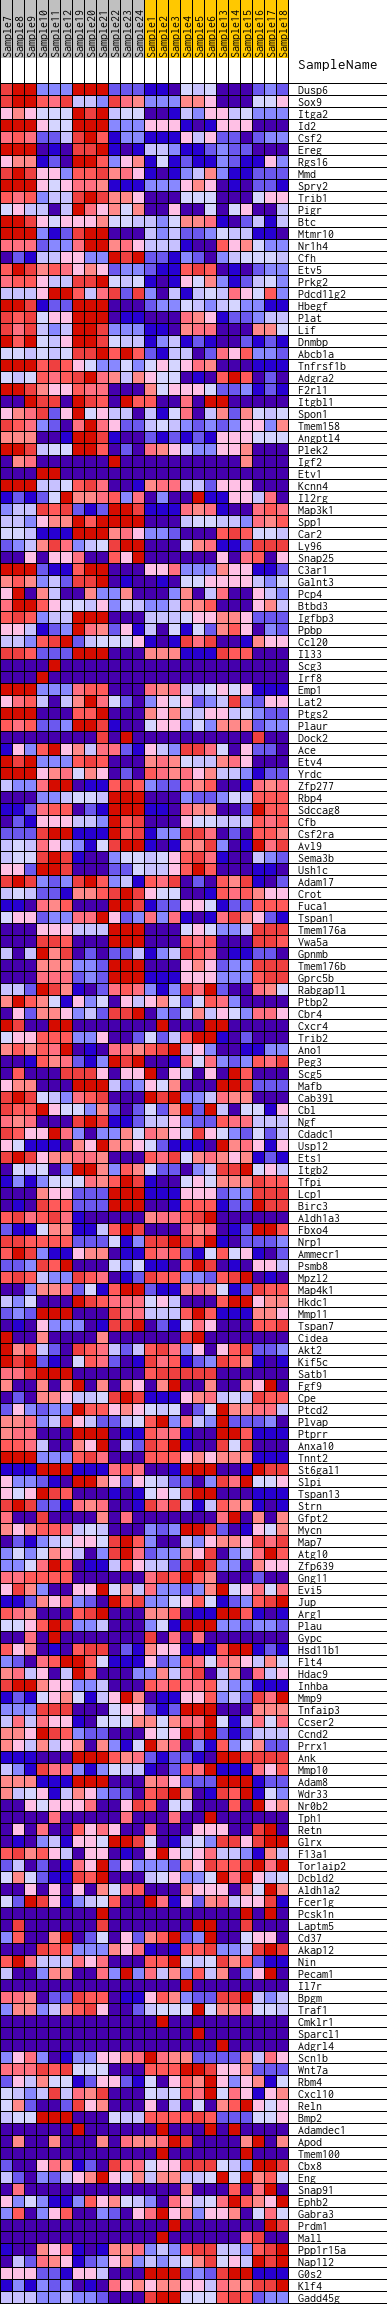 Sample7
Sample8
Sample9
Sample10
Sample11
Sample12
Sample19
Sample20
Sample21
Sample22
Sample23
Sample24
Sample1
Sample2
Sample3
Sample4
Sample5
Sample6
Sample13
Sample14
Sample15
Sample16
Sample17
Sample18
SampleName
Dusp6
Sox9
Itga2
Id2
Csf2
Ereg
Rgs16
Mmd
Spry2
Trib1
Pigr
Btc
Mtmr10
Nr1h4
Cfh
Etv5
Prkg2
Pdcd1lg2
Hbegf
Plat
Lif
Dnmbp
Abcb1a
Tnfrsf1b
Adgra2
F2rl1
Itgbl1
Spon1
Tmem158
Angptl4
Plek2
Igf2
Etv1
Kcnn4
Il2rg
Map3k1
Spp1
Car2
Ly96
Snap25
C3ar1
Galnt3
Pcp4
Btbd3
Igfbp3
Ppbp
Ccl20
Il33
Scg3
Irf8
Emp1
Lat2
Ptgs2
Plaur
Dock2
Ace
Etv4
Yrdc
Zfp277
Rbp4
Sdccag8
Cfb
Csf2ra
Avl9
Sema3b
Ush1c
Adam17
Crot
Fuca1
Tspan1
Tmem176a
Vwa5a
Gpnmb
Tmem176b
Gprc5b
Rabgap1l
Ptbp2
Cbr4
Cxcr4
Trib2
Ano1
Peg3
Scg5
Mafb
Cab39l
Cbl
Ngf
Cdadc1
Usp12
Ets1
Itgb2
Tfpi
Lcp1
Birc3
Aldh1a3
Fbxo4
Nrp1
Ammecr1
Psmb8
Mpzl2
Map4k1
Hkdc1
Mmp11
Tspan7
Cidea
Akt2
Kif5c
Satb1
Fgf9
Cpe
Ptcd2
Plvap
Ptprr
Anxa10
Tnnt2
St6gal1
Slpi
Tspan13
Strn
Gfpt2
Mycn
Map7
Atg10
Zfp639
Gng11
Evi5
Jup
Arg1
Plau
Gypc
Hsd11b1
Flt4
Hdac9
Inhba
Mmp9
Tnfaip3
Ccser2
Ccnd2
Prrx1
Ank
Mmp10
Adam8
Wdr33
Nr0b2
Tph1
Retn
Glrx
F13a1
Tor1aip2
Dcbld2
Aldh1a2
Fcer1g
Pcsk1n
Laptm5
Cd37
Akap12
Nin
Pecam1
Il7r
Bpgm
Traf1
Cmklr1
Sparcl1
Adgrl4
Scn1b
Wnt7a
Rbm4
Cxcl10
Reln
Bmp2
Adamdec1
Apod
Tmem100
Cbx8
Eng
Snap91
Ephb2
Gabra3
Prdm1
Mall
Ppp1r15a
Nap1l2
G0s2
Klf4
Gadd45g